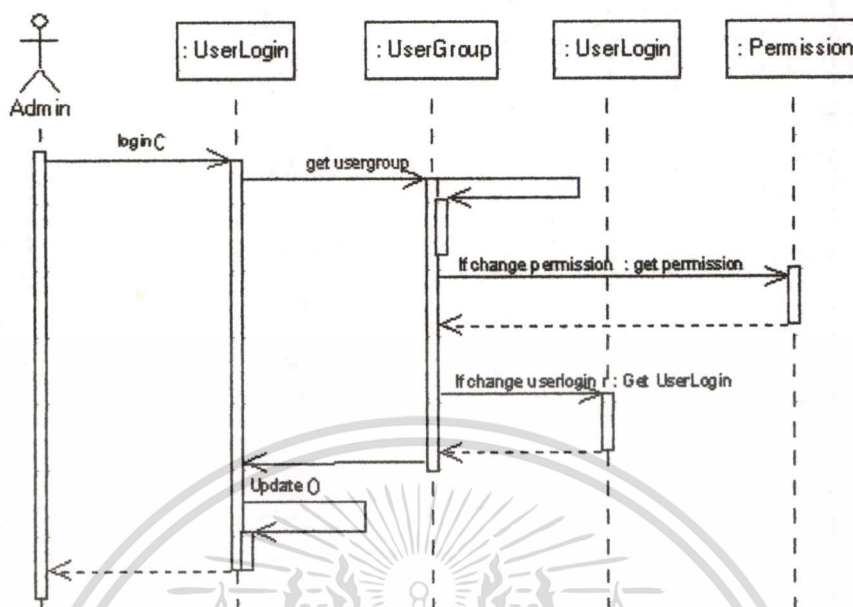 : UserLogin
: UserGroup
: UserLogin
: Permission
Admin
login()
get usergroup
If change permission : get permission
If change userlogin r : Get UserLogin
Update ()